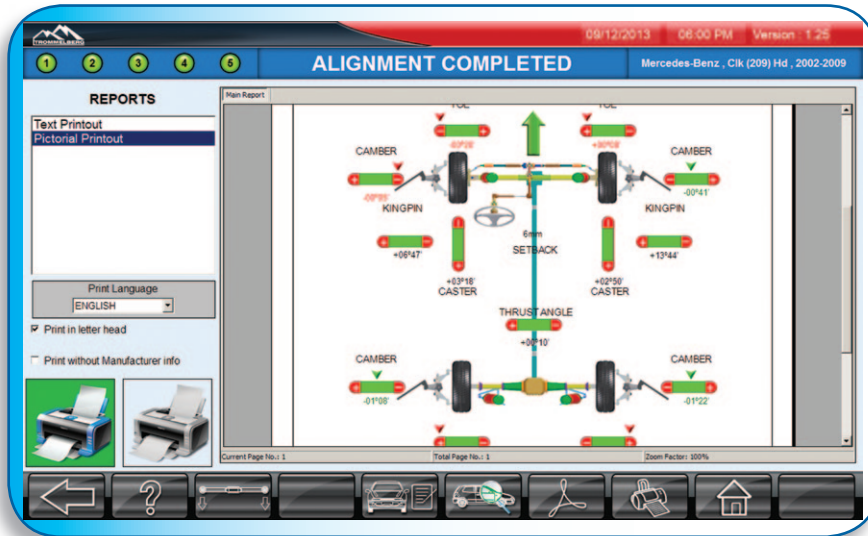 TROMMELBERG
09/12/2013 06:00 PM Version : 1.25
1 2 3 4 5 ALIGNMENT COMPLETED Mercedes-Benz , Clk (209) Hd , 2002-2009
REPORTS
Text Printout
Pictorial Printout
Print Language
ENGLISH
Print in letter head
Print without Manufacturer info
Main Report
TOE TOE
CAMBER CAMBER
-00°41'
KINGPIN KINGPIN
6mm
SETBACK
+06°47' +13°44'
+03°18' +02°50'
CASTER CASTER
THRUST ANGLE
+00°10'
CAMBER CAMBER
-01°08' -01°22'
Current Page No.: 1 Total Page No.: 1 Zoom Factor: 100%